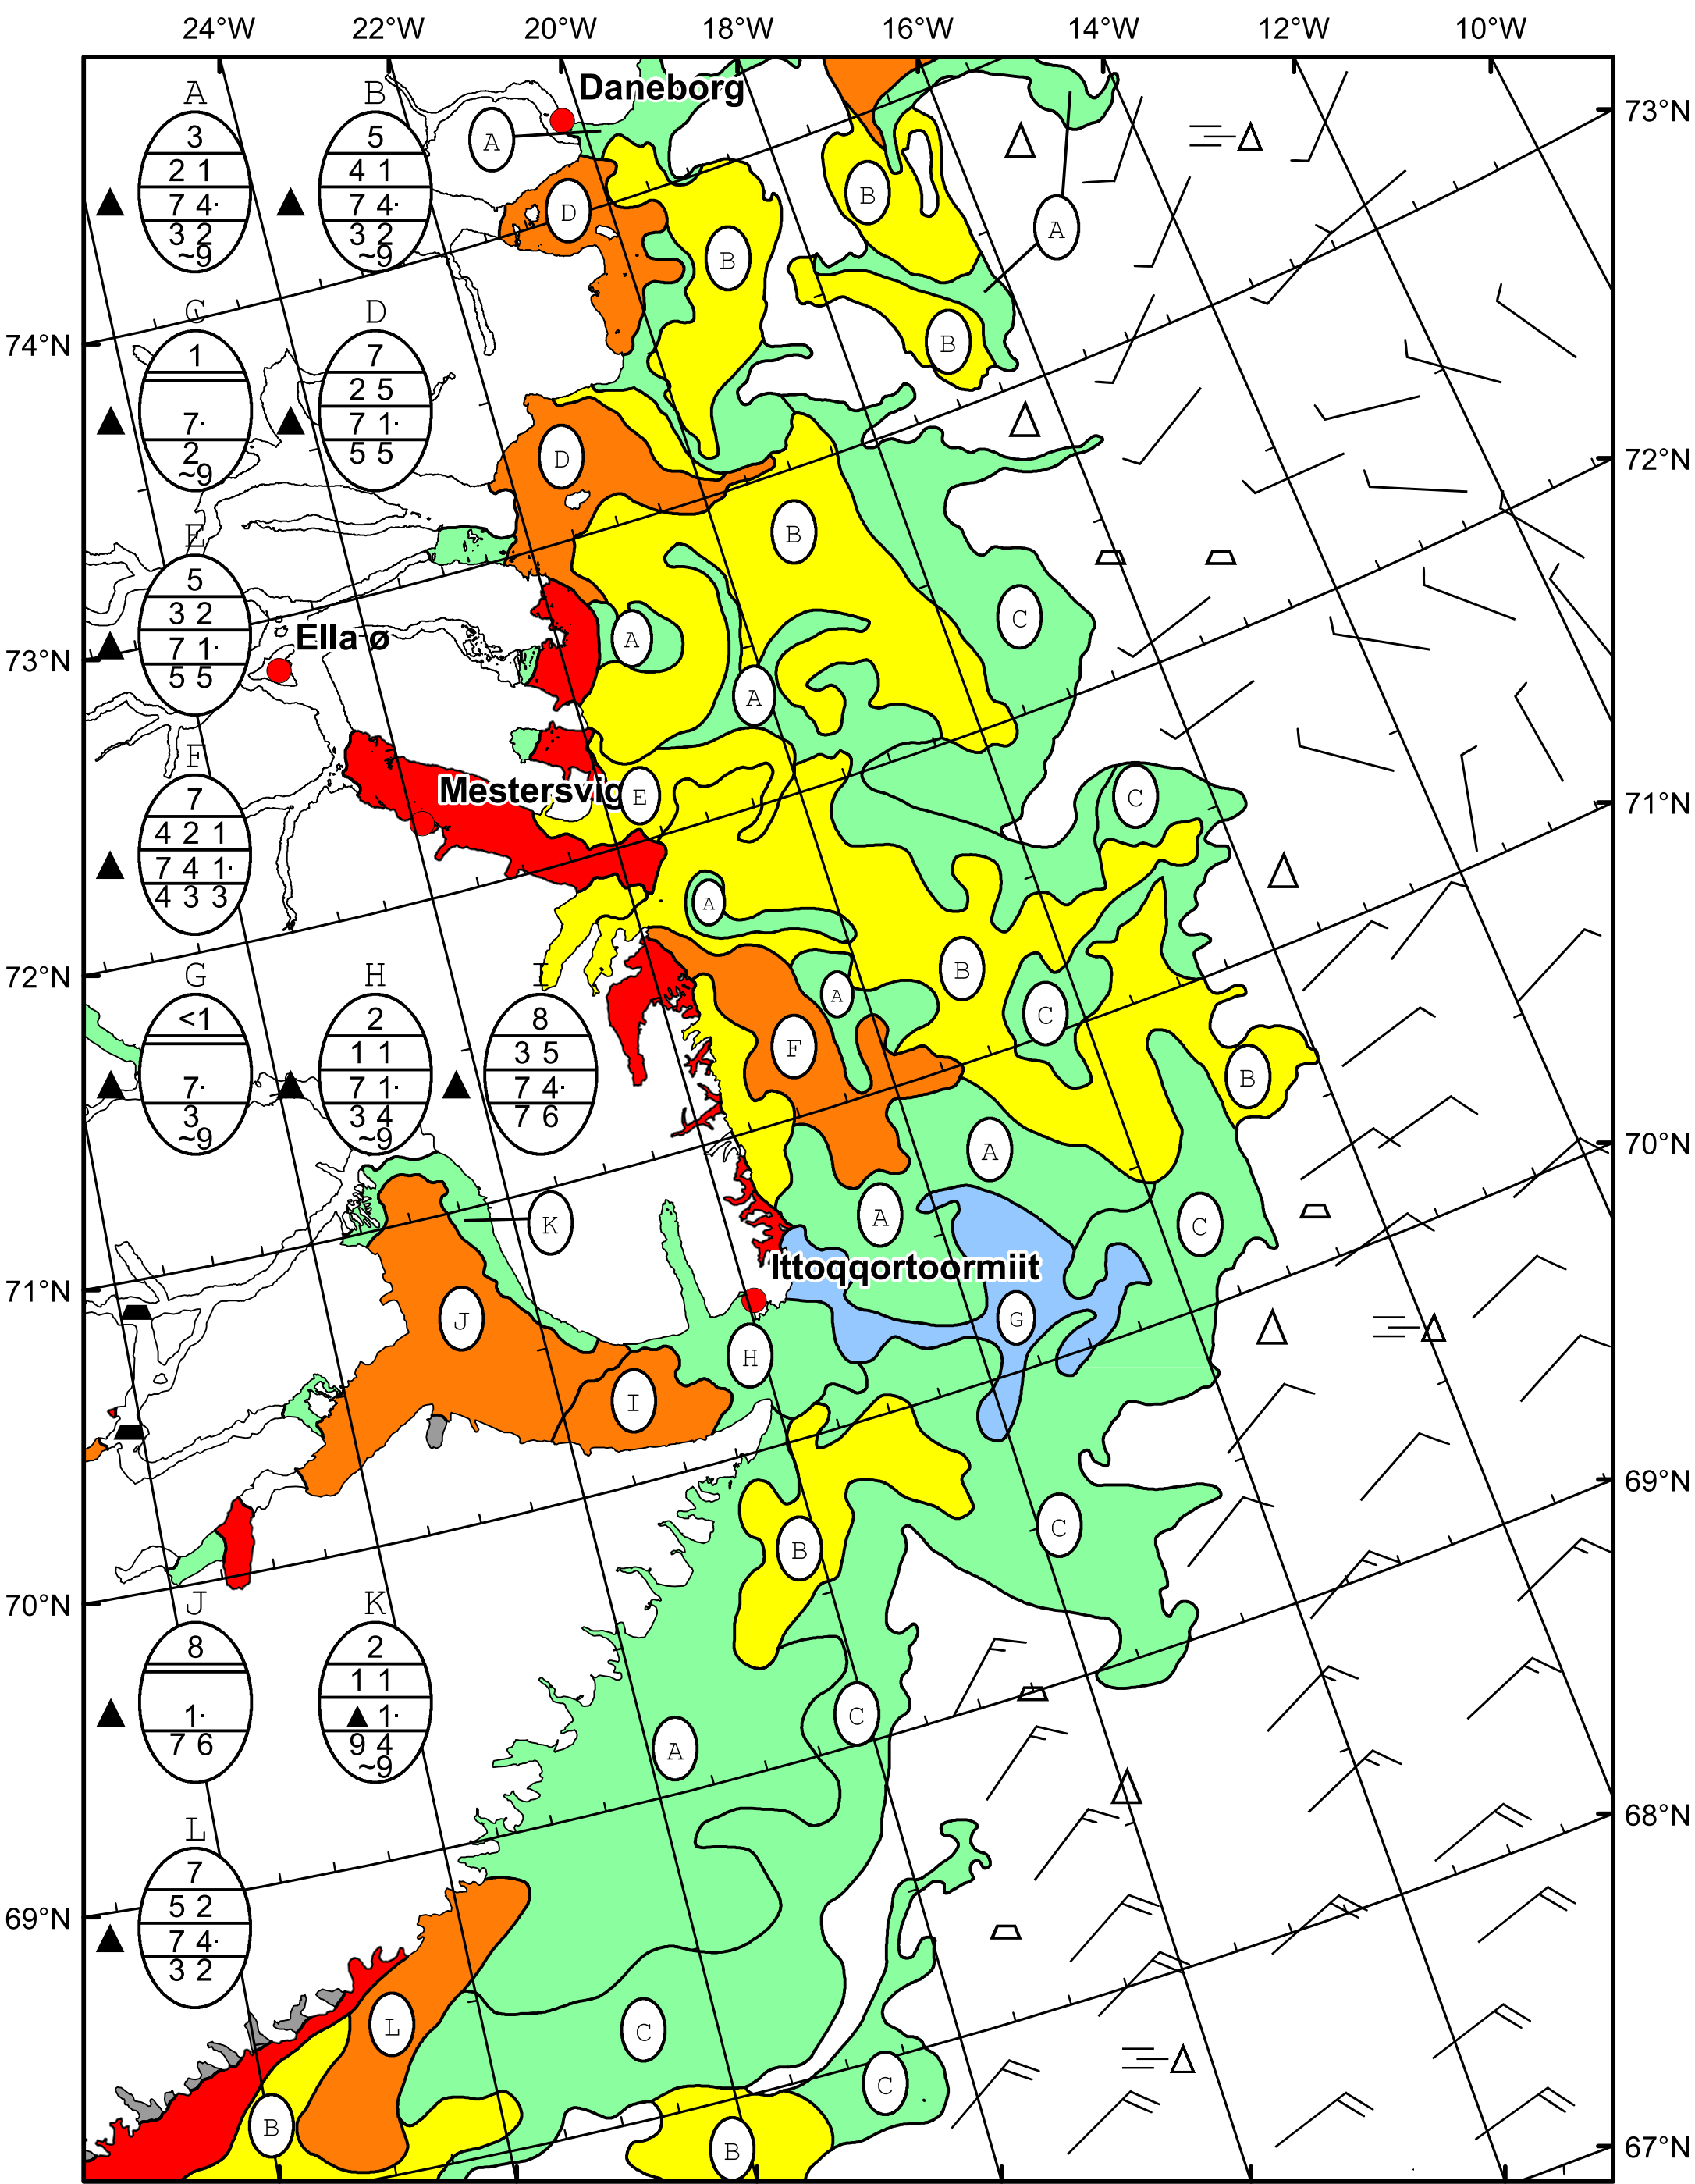 24°W 22°W 20°W 18°W 16°W 14°W 12°W 10°W
Daneborg
73°N
A B
3 5
2 1 4 1
7 4· 7 4·
3 2 3 2
~9 ~9
A
D
B
B
A
B
74°N
C D
1 7
2 5
7· 7 1·
2 5 5
~9
D
B
72°N
E
5
3 2
7 1·
5 5
Ella ø
73°N
A
C
A
F
7
4 2 1
7 4 1·
4 3 3
Mestersvig
E
C
71°N
A
B
72°N
A
C
G H I
<1 2 8
1 1 3 5
7· 7 1· 7 4·
3 3 4 7 6
~9 ~9
F
B
A
70°N
K
A
C
71°N
Ittoqqortoormiit
J
G
H
I
69°N
C
B
70°N
J K
8 2
1 1
1· 1·
7 6 9 4
~9
C
A
68°N
L
7
5 2
7 4·
3 2
69°N
L
C
C
B
B
67°N